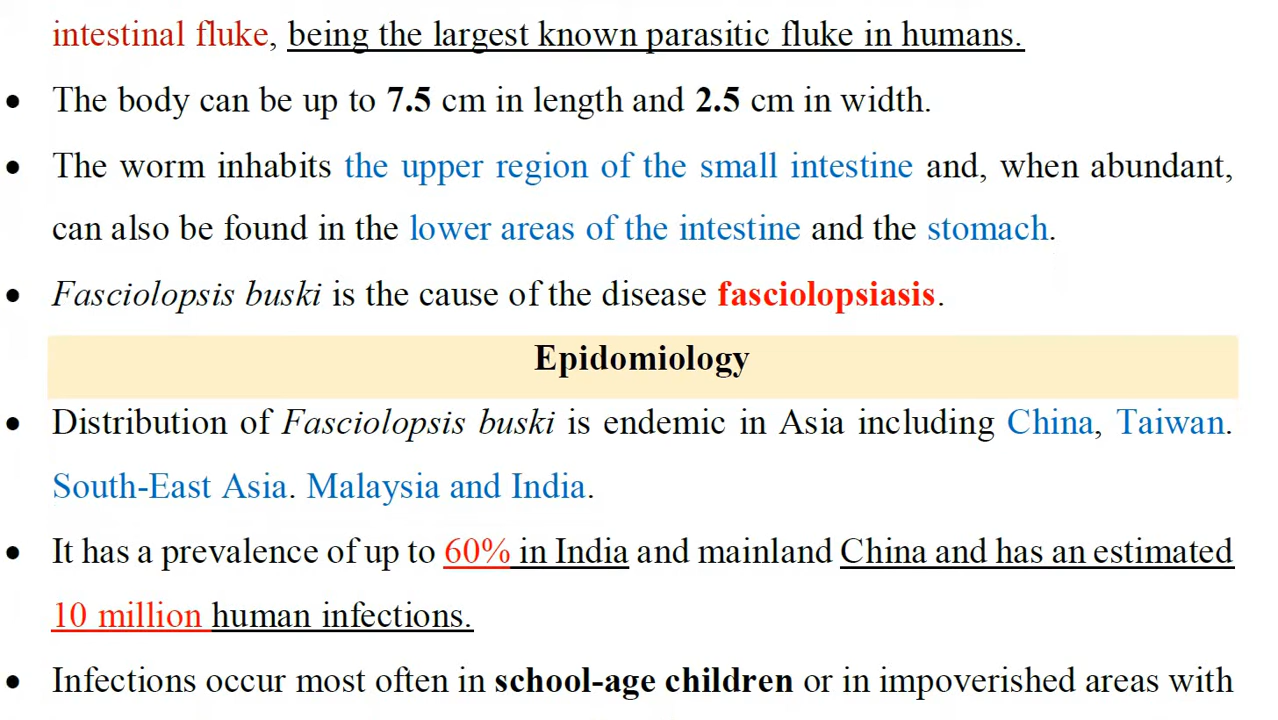 intestinal fluke, being the largest known parasitic fluke in humans.
• The body can be up to 7.5 cm in length and 2.5 cm in width.
• The worm inhabits the upper region of the small intestine and, when abundant,
can also be found in the lower areas of the intestine and the stomach.
• Fasciolopsis buski is the cause of the disease fasciolopsiasis.
Epidomiology
• Distribution of Fasciolopsis buski is endemic in Asia including China, Taiwan.
South-East Asia. Malaysia and India.
• It has a prevalence of up to 60% in India and mainland China and has an estimated
10 million human infections.
• Infections occur most often in school-age children or in impoverished areas with